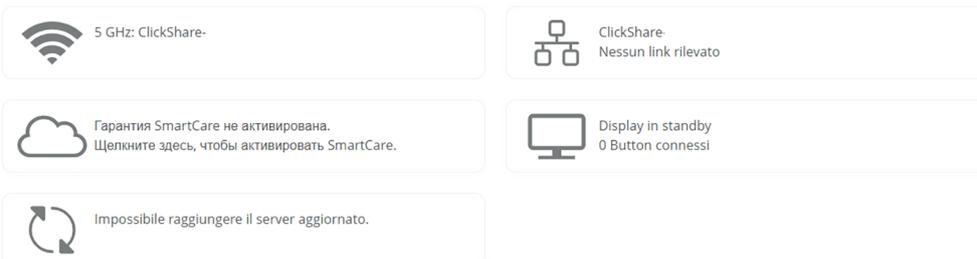 5 GHz: ClickShare-
ClickShare-
Nessun link rilevato
Гарантия SmartCare не активирована.
Щелкните здесь, чтобы активировать SmartCare.
Display in standby
0 Button connessi
Impossibile raggiungere il server aggiornato.